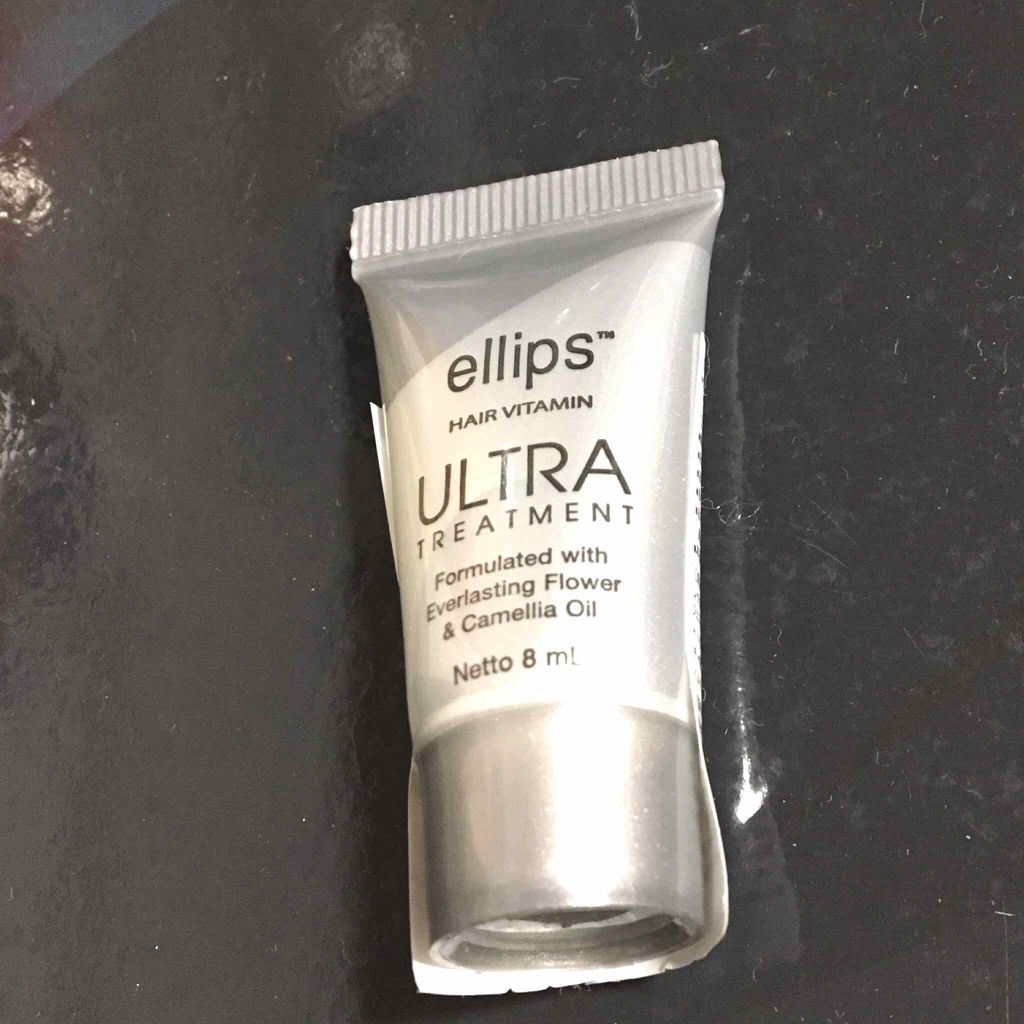 ellips™
HAIR VITAMIN
ULTRA
TREATMENT
Formulated with
Everlasting Flower
& Camellia Oil
Netto 8 mL